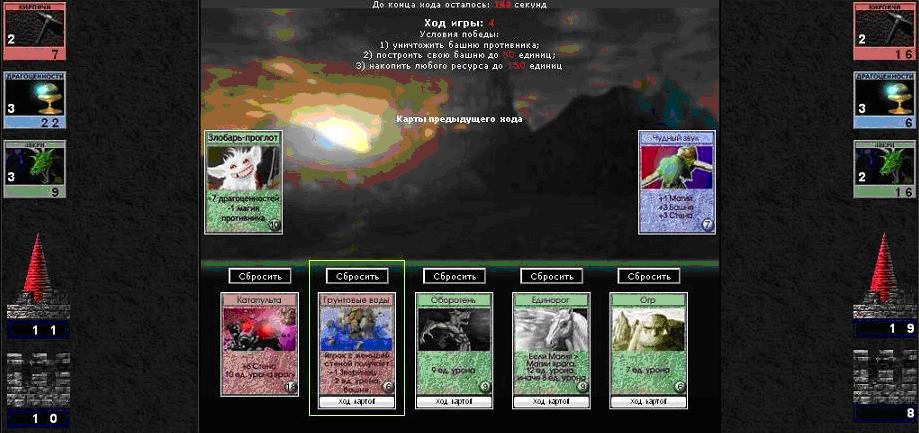 До конца хода осталось: 143 секунд
Ход игры: 4
Условия победы:
1) уничтожить башню противника;
2) построить свою башню до 50 единиц;
3) накопить любого ресурса до 150 единиц
Карты предыдущего хода
КИРПИЧИ
2
7
ДРАГОЦЕННОСТИ
3
22
ЗВЕРИ
3
9
11
10
КИРПИЧИ
2
16
ДРАГОЦЕННОСТИ
3
6
ЗВЕРИ
2
16
19
8
Злобарь-проглот
+7 драгоценностей
-1 магия
противника
10
Чудный звук
+1 Магия
+3 Башня
+3 Стена
7
Сбросить
Сбросить
Сбросить
Сбросить
Сбросить
Катапульта
+6 Стена
10 ед. урона врагу
Грунтовые воды
Игрок с меньшей
стеной получает
-1 Зверинец
2 ед. урона
башне
6
Ход картой
Оборотень
9 ед. урона
9
Ход картой
Единорог
Если Магия >
Магии врага,
12 ед. урона,
иначе 8 ед. урона
9
Ход картой
Огр
7 ед. урона
6
Ход картой